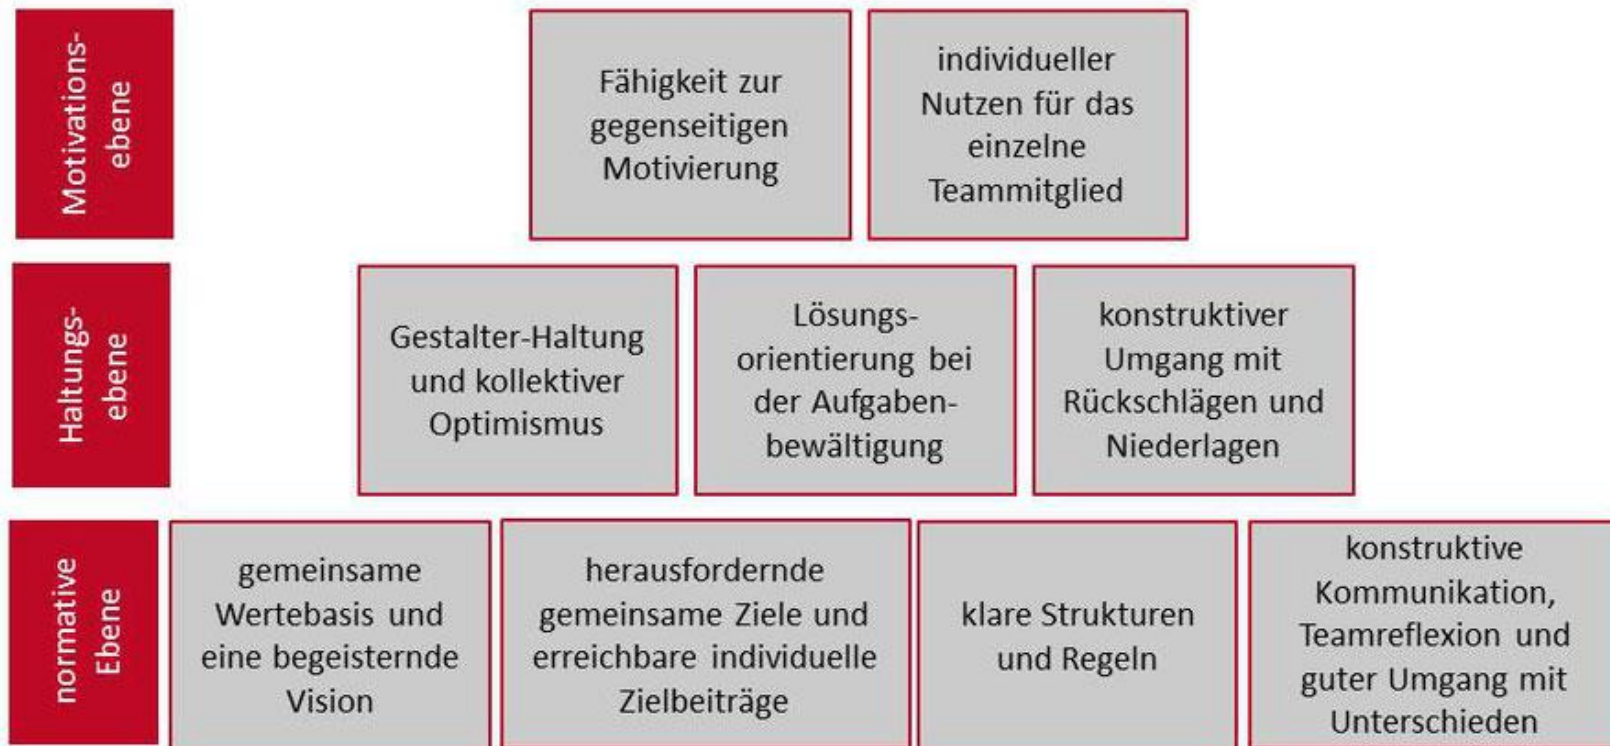 Motivations-
ebene
Fähigkeit zur
gegenseitigen
Motivierung
individueller
Nutzen für das
einzelne
Teammitglied
Haltungs-
ebene
Gestalter-Haltung
und kollektiver
Optimismus
Lösungs-
orientierung bei
der Aufgaben-
bewältigung
konstruktiver
Umgang mit
Rückschlägen und
Niederlagen
normative
Ebene
gemeinsame
Wertebasis und
eine begeisternde
Vision
herausfordernde
gemeinsame Ziele und
erreichbare individuelle
Zielbeiträge
klare Strukturen
und Regeln
konstruktive
Kommunikation,
Teamreflexion und
guter Umgang mit
Unterschieden